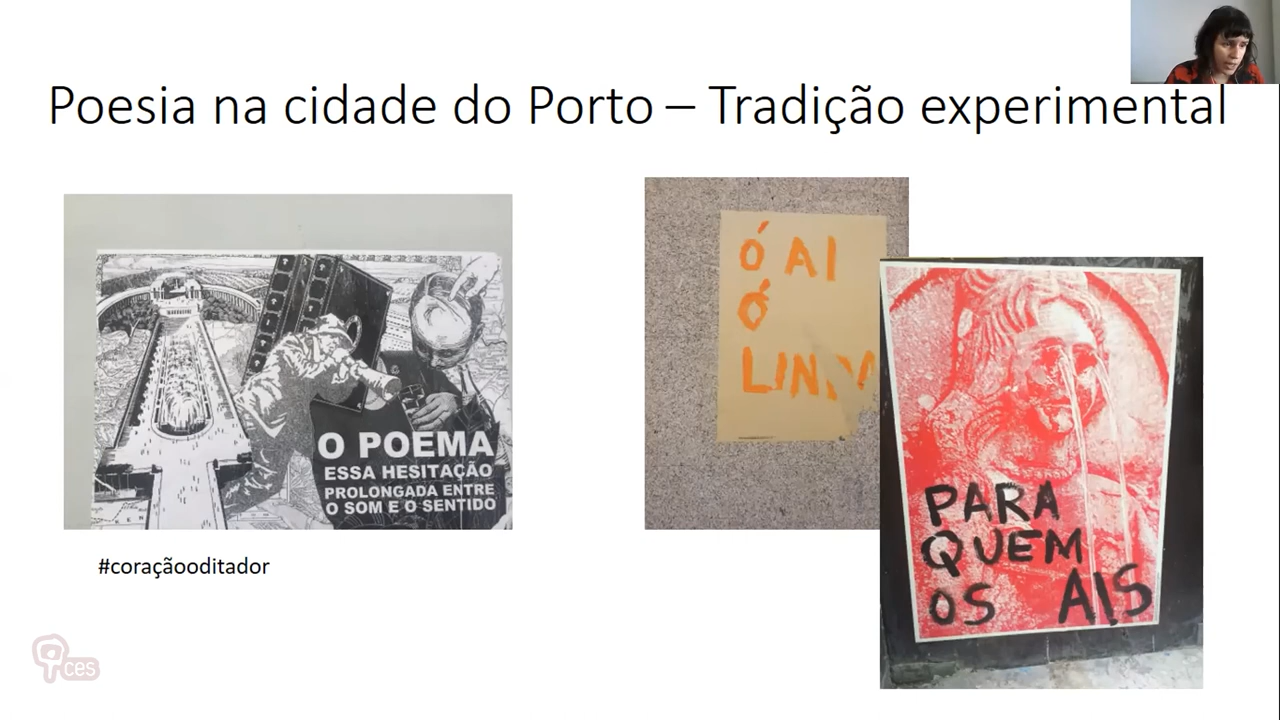 Poesia na cidade do Porto – Tradição experimental
O POEMA
ESSA HESITAÇÃO
PROLONGADA ENTRE
O SOM E O SENTIDO
#coraçãooditador
Ó AI
Ó
PARA
QUEM
OS AIS
ces